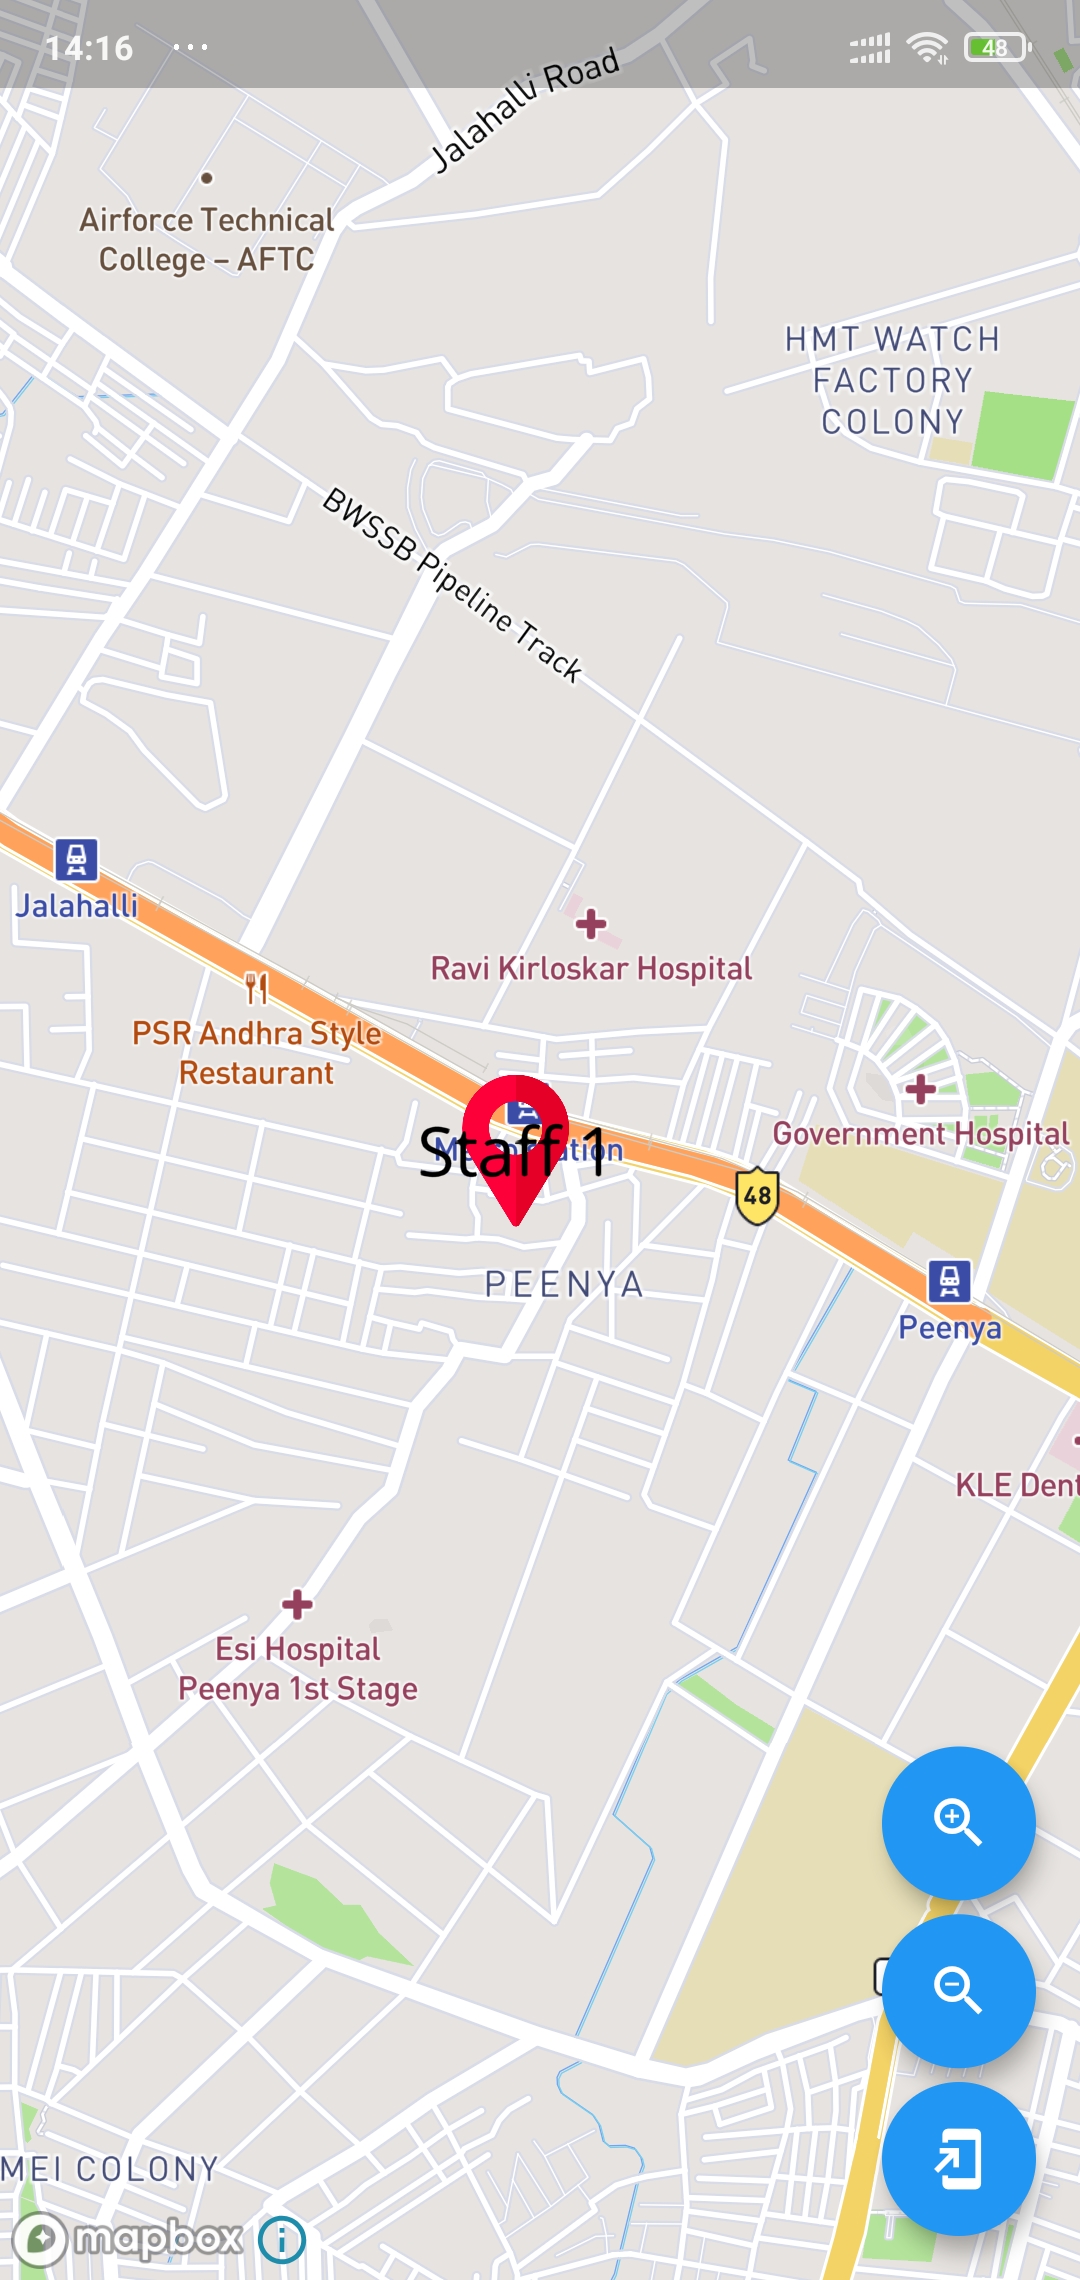 14:16
48
Jalahalli Road
Airforce Technical
College – AFTC
HMT WATCH
FACTORY
COLONY
BWSSB Pipeline Track
Jalahalli
Ravi Kirloskar Hospital
PSR Andhra Style
Restaurant
Government Hospital
Staff 1
48
PEENYA
Peenya
KLE Dent
Esi Hospital
Peenya 1st Stage
MEI COLONY
mapbox